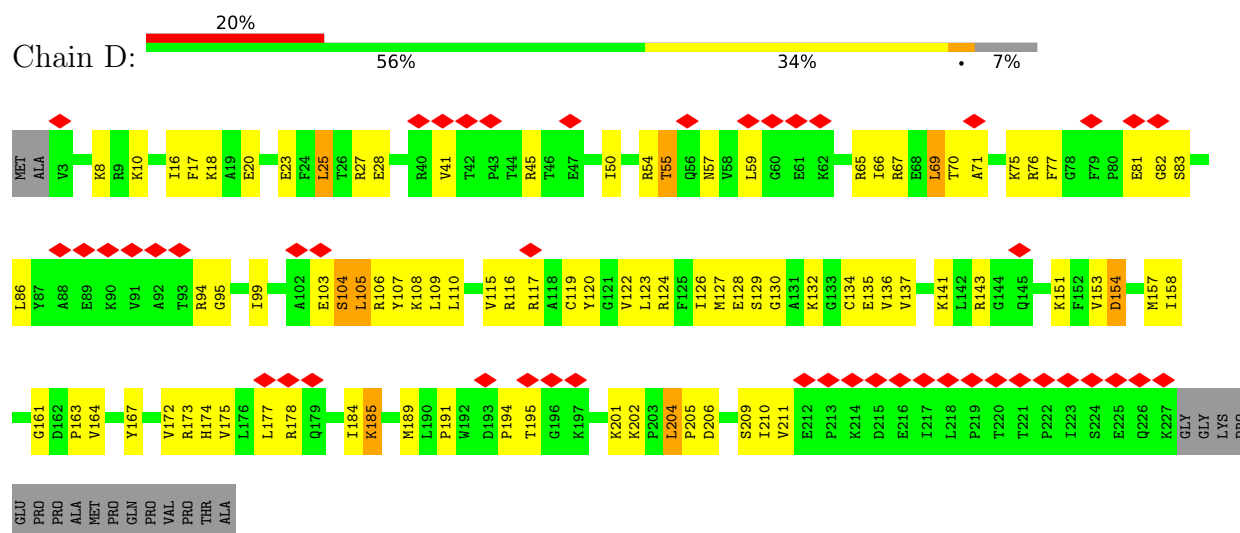 20%
Chain D:
56% 34% • 7%
MET ALA V3 K8 R9 K10 I16 F17 K18 A19 E20 E23 F24 L25 T26 R27 E28 R40 V41 T42 P43 T44 R45 T46 E47 I50 R54 T55 Q56 N57 V58 L59 G60 E61 K62 R65 I66 R67 E68 L69 T70 A71 K75 R76 F77 G78 F79 P80 E81 G82 S83
L86 Y87 A88 E89 K90 V91 A92 T93 R94 G95 I99 A102 E103 S104 L105 R106 Y107 K108 L109 L110 V115 R116 R117 A118 C119 Y120 G121 V122 L123 R124 F125 I126 M127 E128 S129 G130 A131 K132 G133 C134 E135 V136 V137 K141 L142 R143 G144 Q145 K151 F152 V153 D154 M157 I158
G161 D162 P163 V164 Y167 V172 R173 H174 V175 L176 L177 R178 Q179 I184 K185 M189 L190 P191 W192 D193 P194 T195 G196 K197 K201 K202 P203 L204 P205 D206 S209 I210 V211 E212 P213 K214 D215 E216 I217 L218 P219 T220 T221 P222 I223 S224 E225 Q226 K227 GLY GLY LYS
GLU PRO PRO ALA MET PRO GLN PRO VAL PRO THR ALA